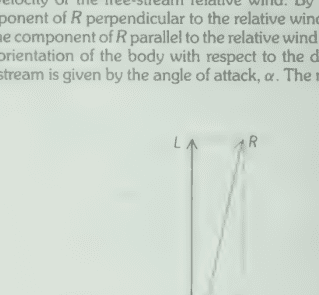 velocity of the free-stream relative wind. By
ponent of R perpendicular to the relative wind
e component of R parallel to the relative wind
orientation of the body with respect to the d
stream is given by the angle of attack, α. The
L R